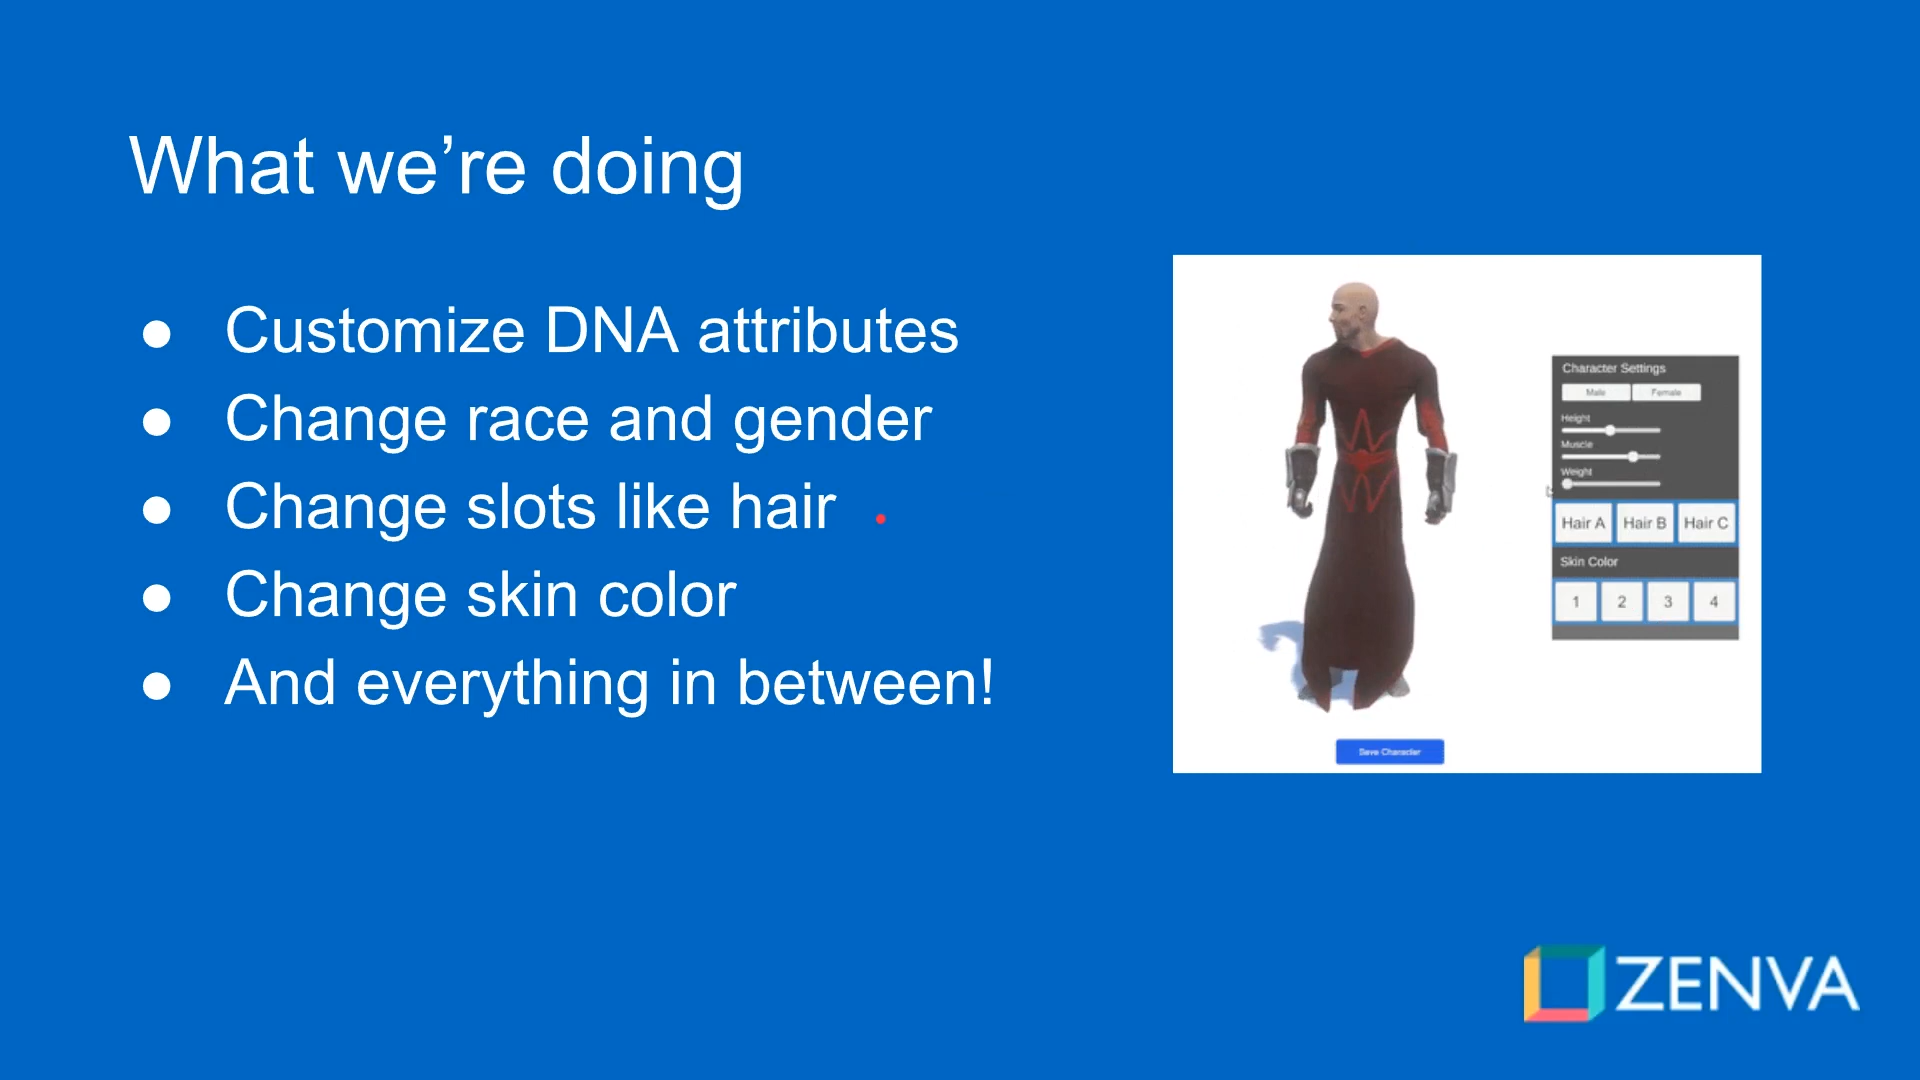 What we’re doing
● Customize DNA attributes
● Change race and gender
● Change slots like hair
● Change skin color
● And everything in between!
Character Settings
Male Female
Height
Muscle
Weight
Hair A Hair B Hair C
Skin Color
1 2 3 4
Save Character
ZENVA